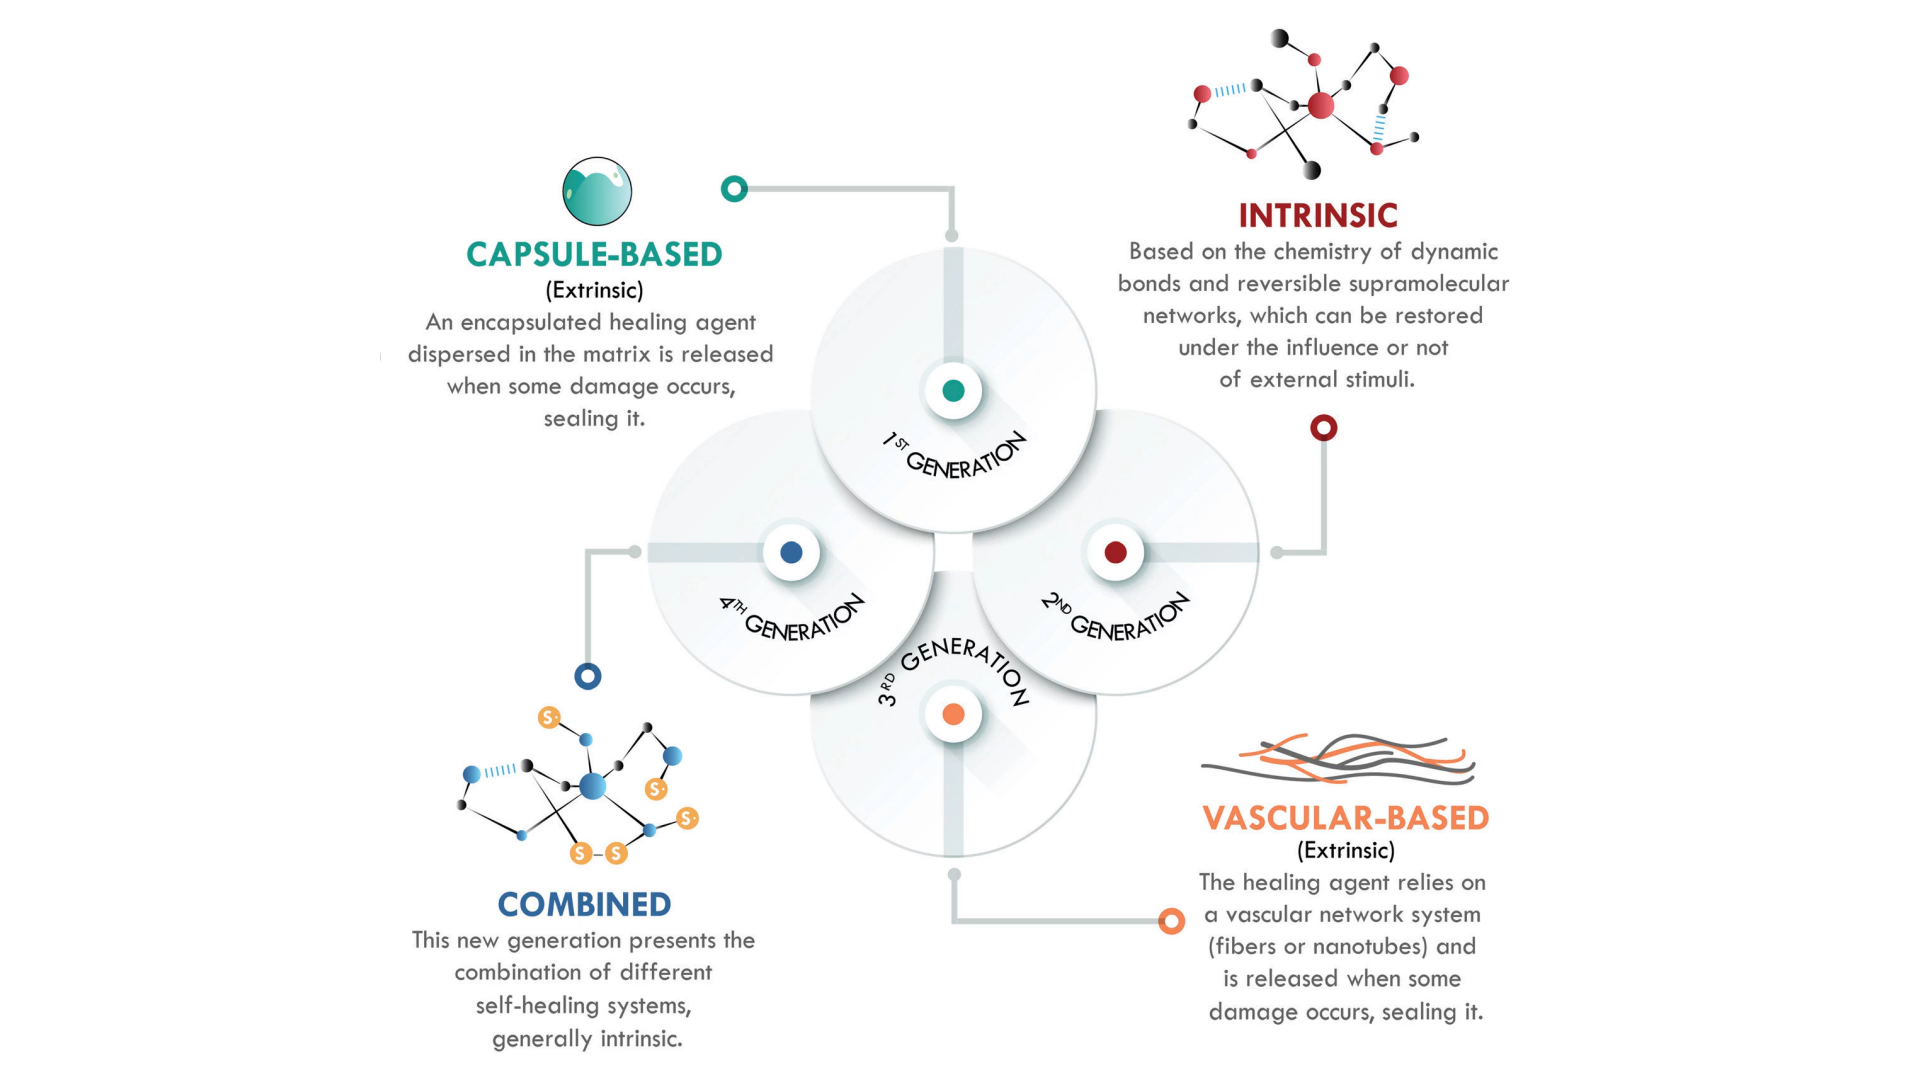 CAPSULE-BASED
(Extrinsic)
An encapsulated healing agent
dispersed in the matrix is released
when some damage occurs,
sealing it.
INTRINSIC
Based on the chemistry of dynamic
bonds and reversible supramolecular
networks, which can be restored
under the influence or not
of external stimuli.
1ST GENERATION
4TH GENERATION
2ND GENERATION
3RD GENERATION
S·
S·
S·
S–S
COMBINED
This new generation presents the
combination of different
self-healing systems,
generally intrinsic.
VASCULAR-BASED
(Extrinsic)
The healing agent relies on
a vascular network system
(fibers or nanotubes) and
is released when some
damage occurs, sealing it.